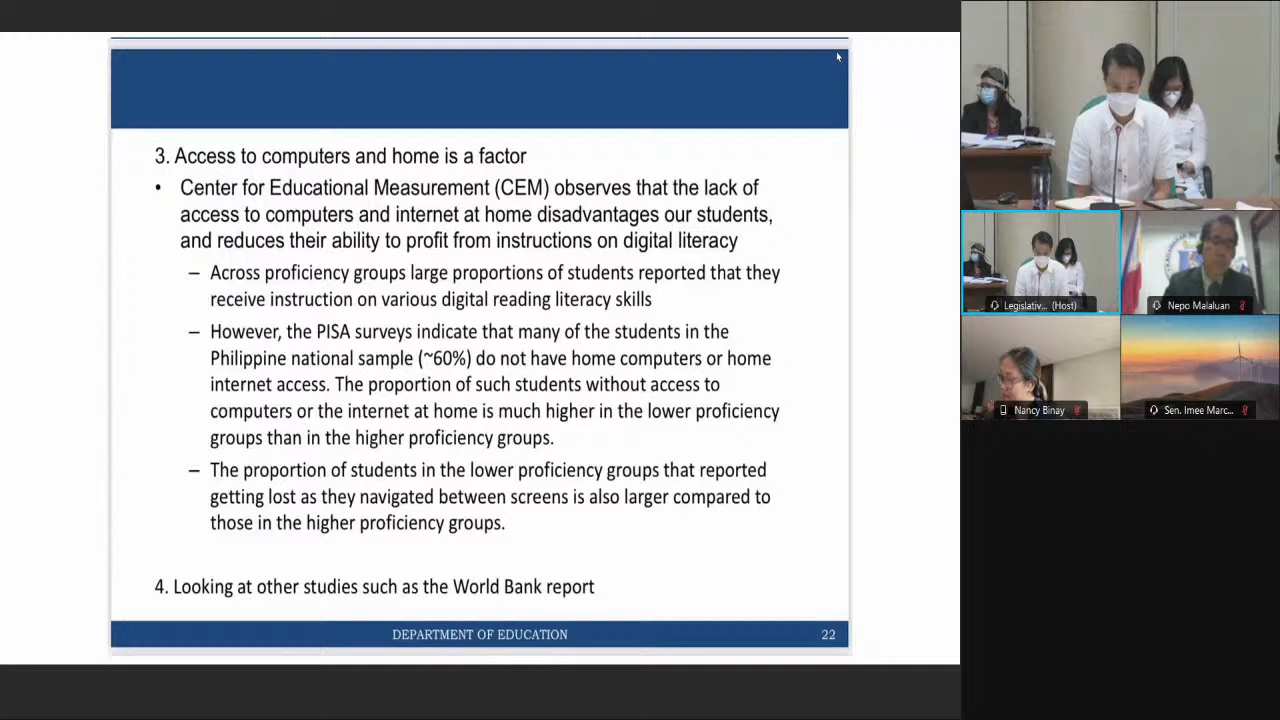 3. Access to computers and home is a factor
• Center for Educational Measurement (CEM) observes that the lack of
access to computers and internet at home disadvantages our students,
and reduces their ability to profit from instructions on digital literacy
– Across proficiency groups large proportions of students reported that they
receive instruction on various digital reading literacy skills
– However, the PISA surveys indicate that many of the students in the
Philippine national sample (~60%) do not have home computers or home
internet access. The proportion of such students without access to
computers or the internet at home is much higher in the lower proficiency
groups than in the higher proficiency groups.
– The proportion of students in the lower proficiency groups that reported
getting lost as they navigated between screens is also larger compared to
those in the higher proficiency groups.
4. Looking at other studies such as the World Bank report
DEPARTMENT OF EDUCATION 22
Legislativ... (Host)
Nepo Malaluan
Nancy Binay
Sen. Imee Marc...